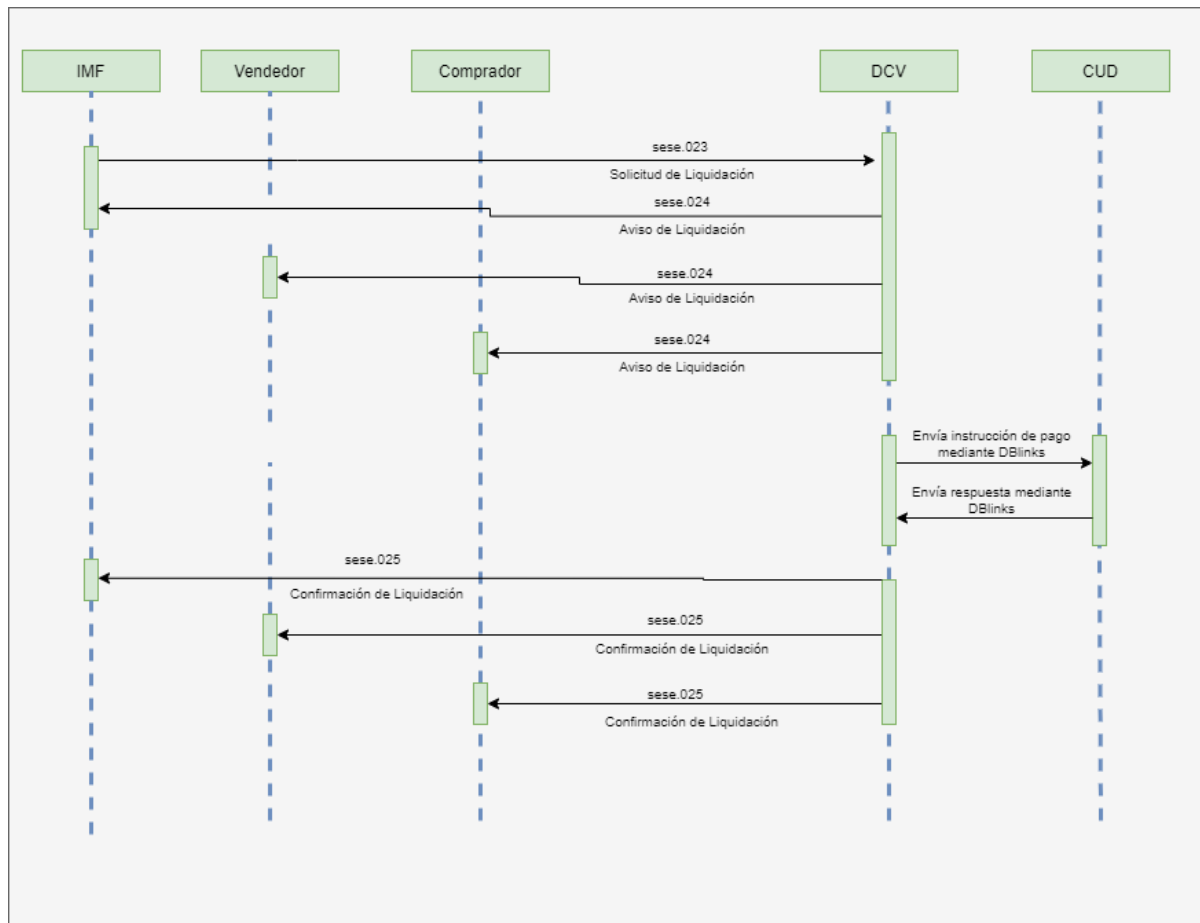 IMF
Vendedor
Comprador
DCV
CUD
sese.023
Solicitud de Liquidación
sese.024
Aviso de Liquidación
sese.024
Aviso de Liquidación
sese.024
Aviso de Liquidación
Envía instrucción de pago
mediante DBlinks
Envía respuesta mediante
DBlinks
sese.025
Confirmación de Liquidación
sese.025
Confirmación de Liquidación
sese.025
Confirmación de Liquidación